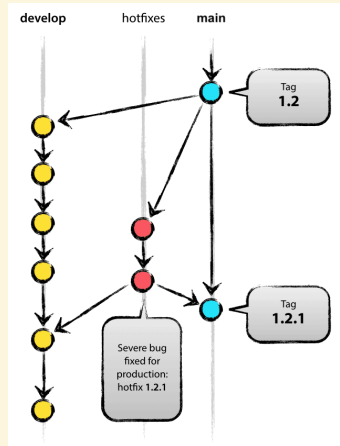 develop
hotfixes
main
Tag
1.2
Tag
1.2.1
Severe bug
fixed for
production:
hotfix 1.2.1